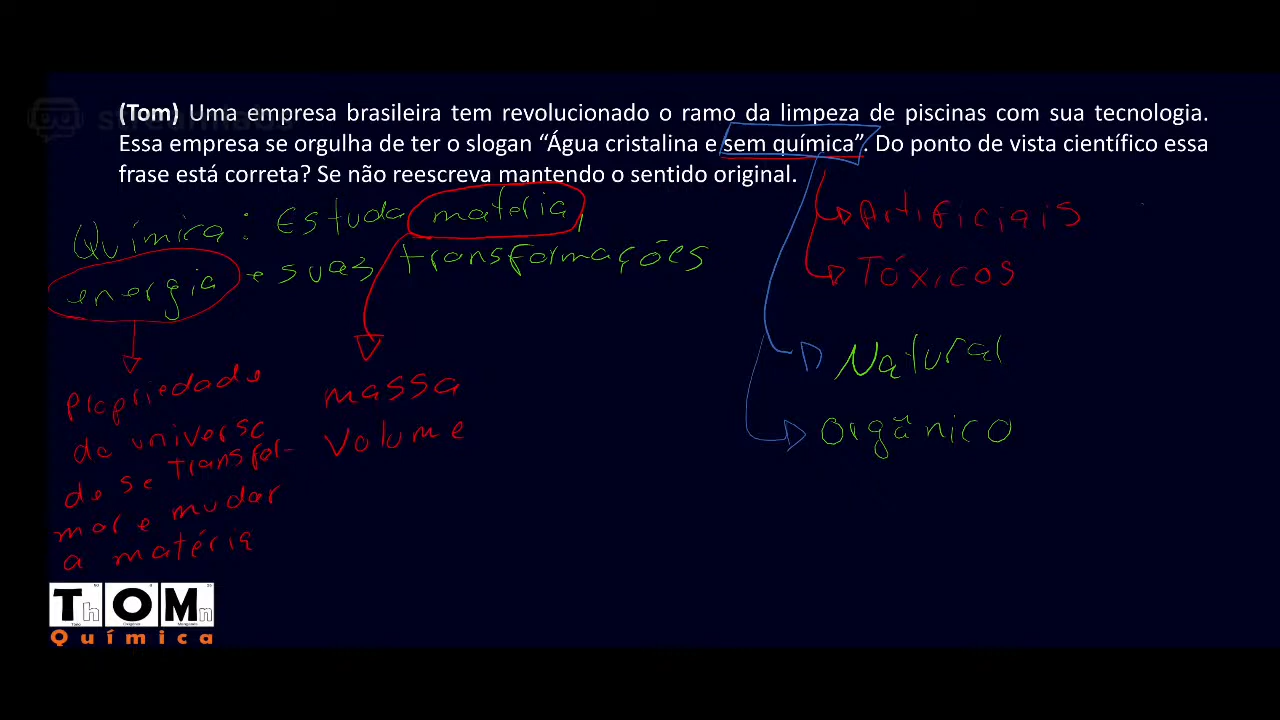 (Tom) Uma empresa brasileira tem revolucionado o ramo da limpeza de piscinas com sua tecnologia.
Essa empresa se orgulha de ter o slogan “Água cristalina e sem química”. Do ponto de vista científico essa
frase está correta? Se não reescreva mantendo o sentido original.
Química: Estuda matéria,
energia e suas transformações
Propriedade
do universo
de se transfor-
mar e mudar
a matéria
massa
volume
Artificiais
Tóxicos
Natural
Orgânico
Th O Mn
Química